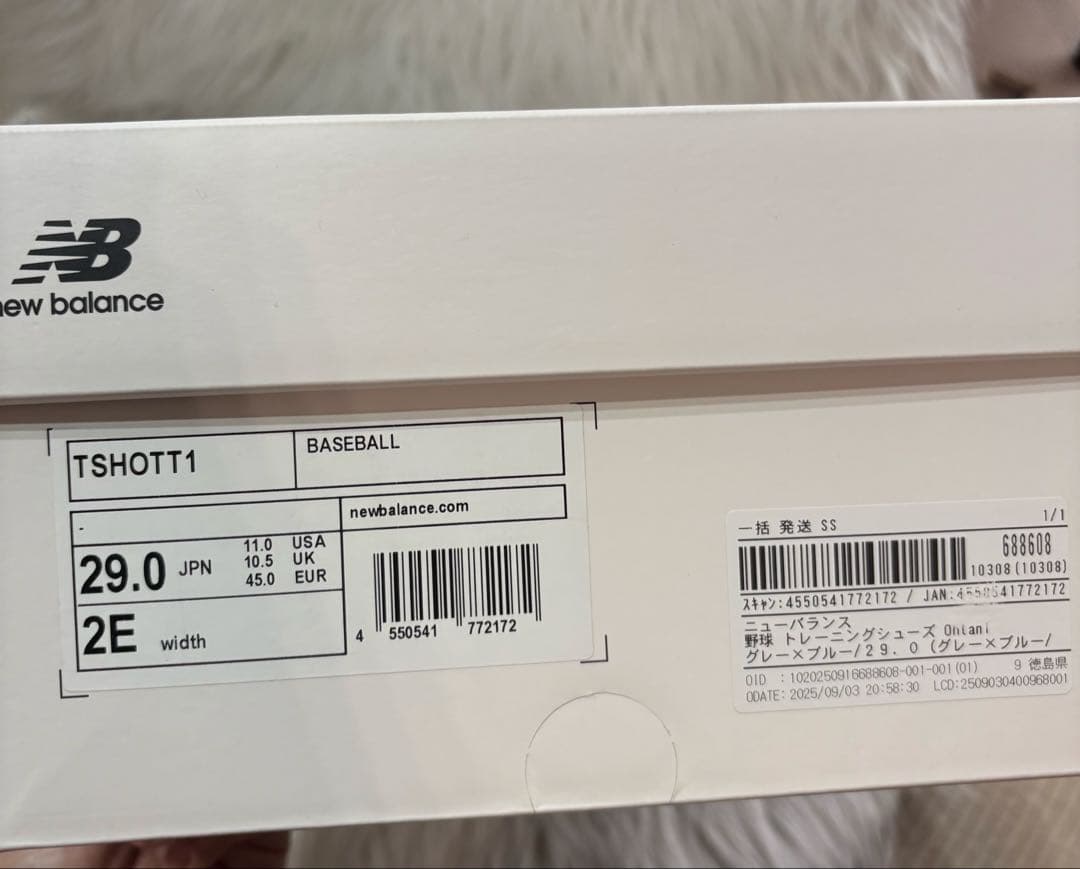 NB
new balance
TSHOTT1
BASEBALL
-
newbalance.com
29.0 JPN
11.0 USA
10.5 UK
45.0 EUR
2E width
4 550541 772172
一括 発送 SS 1/1
688608
10308(10308)
スキャン:4550541772172 / JAN:4550541772172
ニューバランス
野球 トレーニングシューズ Ohtani
グレー×ブルー/29.0 (グレー×ブルー/
OID :1020250916688608-001-001(01) 9 徳島県
ODATE:2025/09/03 20:58:30 LCD:2509030400968001